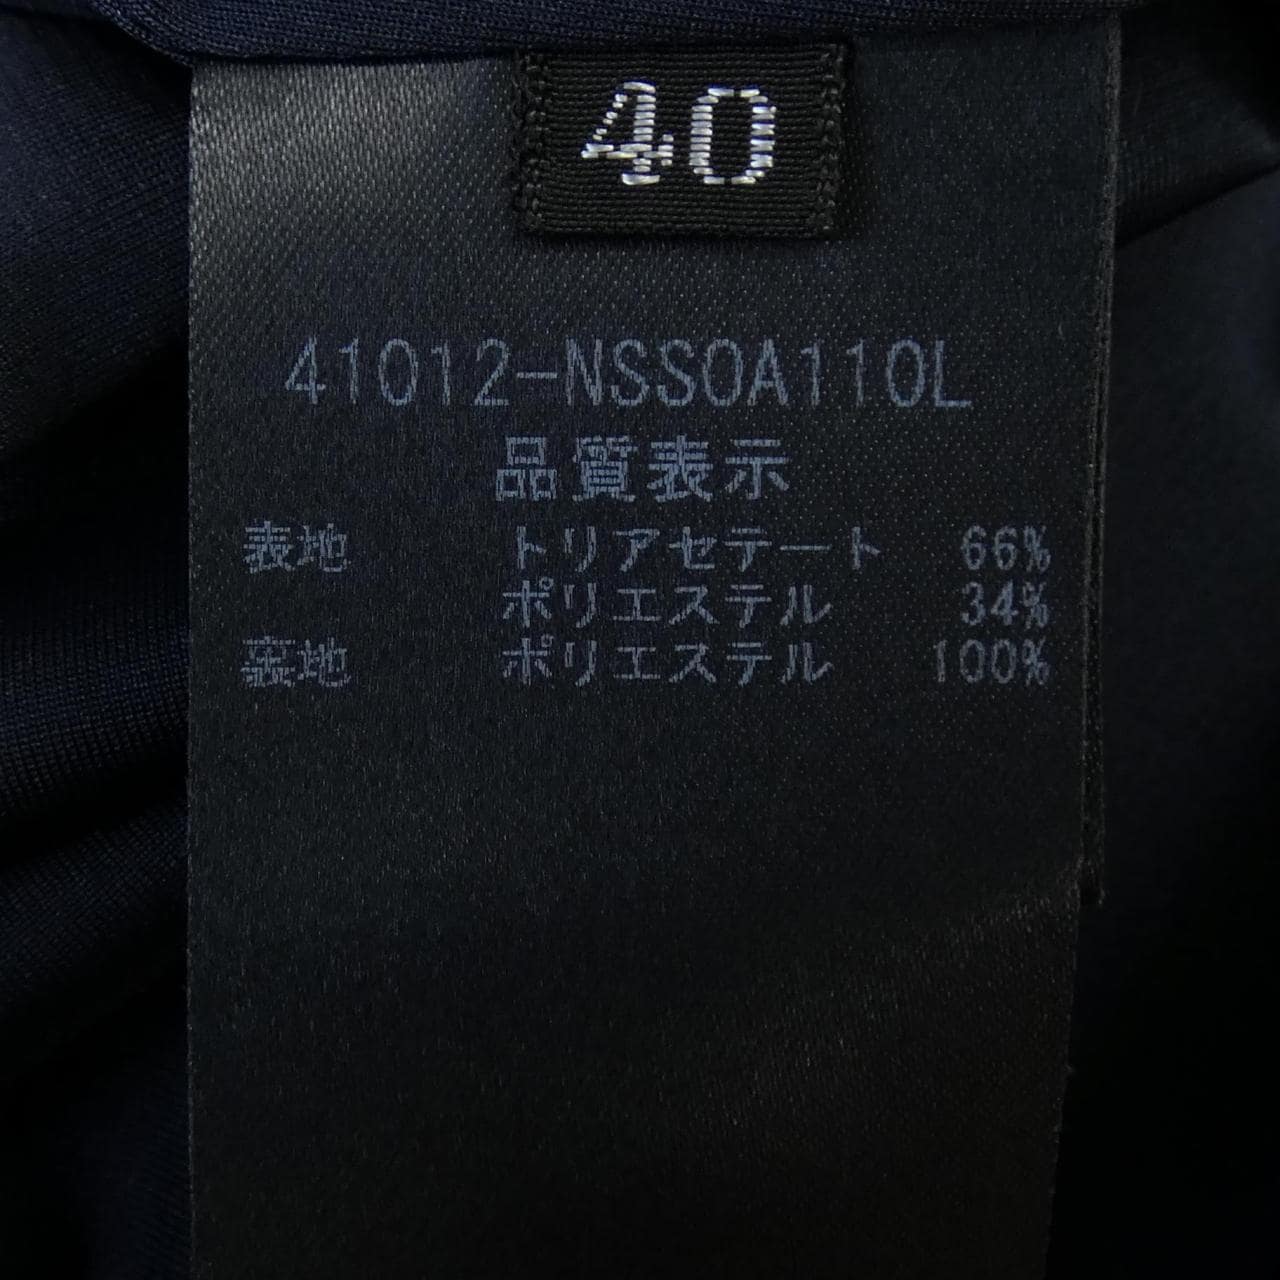 40
41012-NSSOA110L
品質表示
表地 トリアセテート 66%
ポリエステル 34%
裏地 ポリエステル 100%